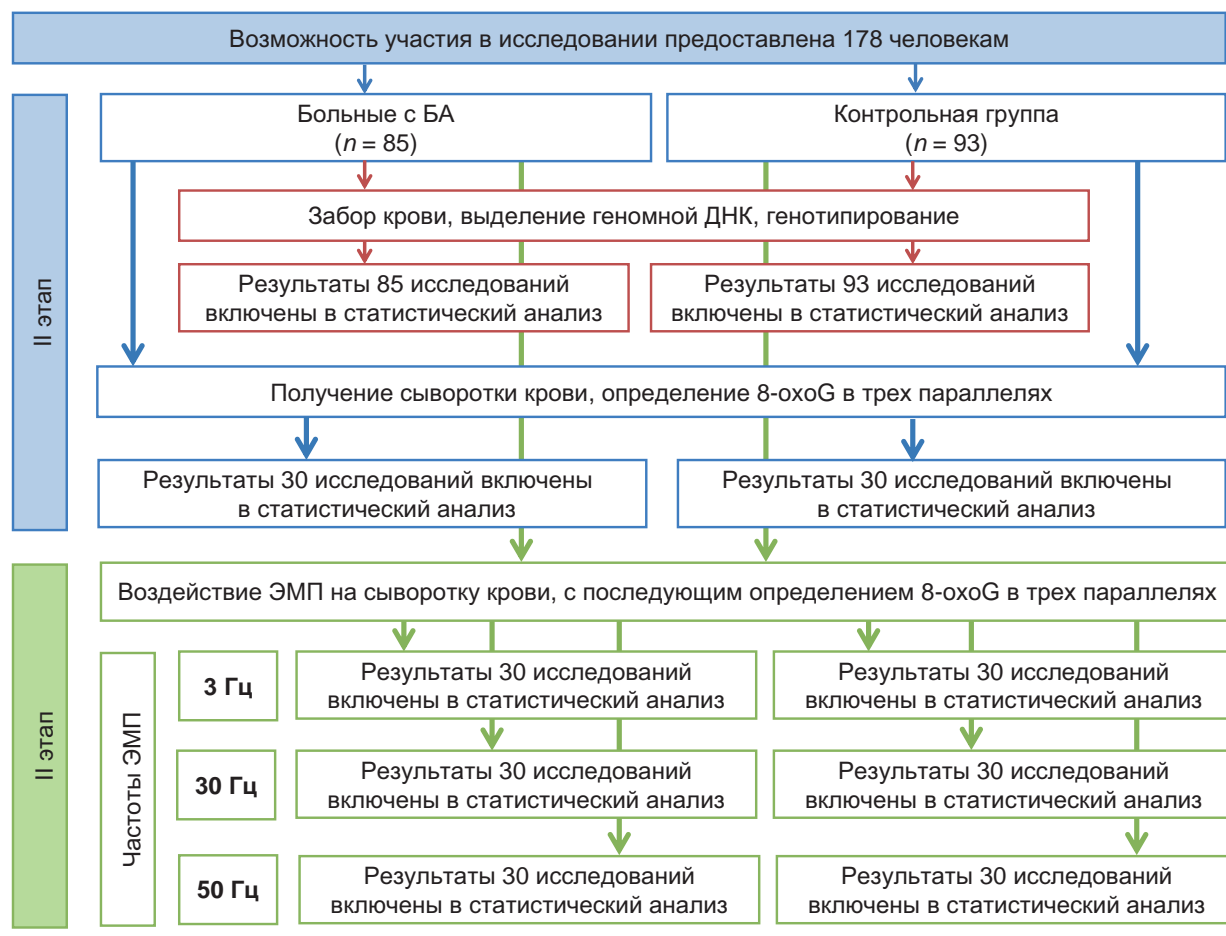 Возможность участия в исследовании предоставлена 178 человекам
II этап
Больные с БА
(n = 85)
Контрольная группа
(n = 93)
Забор крови, выделение геномной ДНК, генотипирование
Результаты 85 исследований
включены в статистический анализ
Результаты 93 исследований
включены в статистический анализ
Получение сыворотки крови, определение 8-oxoG в трех параллелях
Результаты 30 исследований включены
в статистический анализ
Результаты 30 исследований включены
в статистический анализ
II этап
Воздействие ЭМП на сыворотку крови, с последующим определением 8-oxoG в трех параллелях
Частоты ЭМП
3 Гц
Результаты 30 исследований
включены в статистический анализ
Результаты 30 исследований
включены в статистический анализ
30 Гц
Результаты 30 исследований
включены в статистический анализ
Результаты 30 исследований
включены в статистический анализ
50 Гц
Результаты 30 исследований
включены в статистический анализ
Результаты 30 исследований
включены в статистический анализ